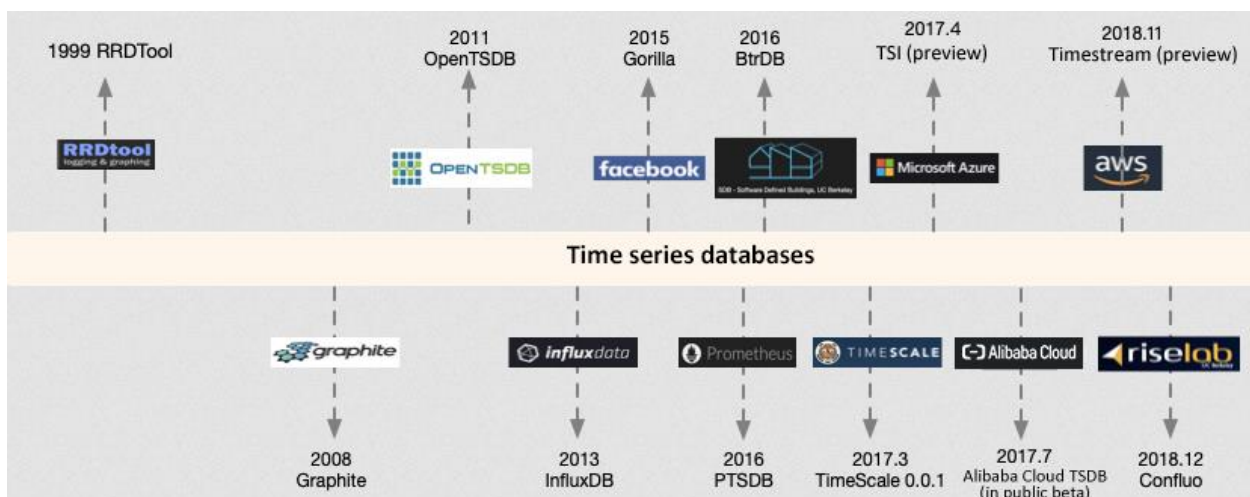 1999 RRDTool
2011
OpenTSDB
2015
Gorilla
2016
BtrDB
2017.4
TSI (preview)
2018.11
Timestream (preview)
RRDtool
logging & graphing
OPENTSDB
facebook
SDB - Software Defined Buildings, UC Berkeley
Microsoft Azure
aws
Time series databases
graphite
influxdata
Prometheus
TIMESCALE
Alibaba Cloud
riselab
UC Berkeley
2008
Graphite
2013
InfluxDB
2016
PTSDB
2017.3
TimeScale 0.0.1
2017.7
Alibaba Cloud TSDB
(in public beta)
2018.12
Confluo